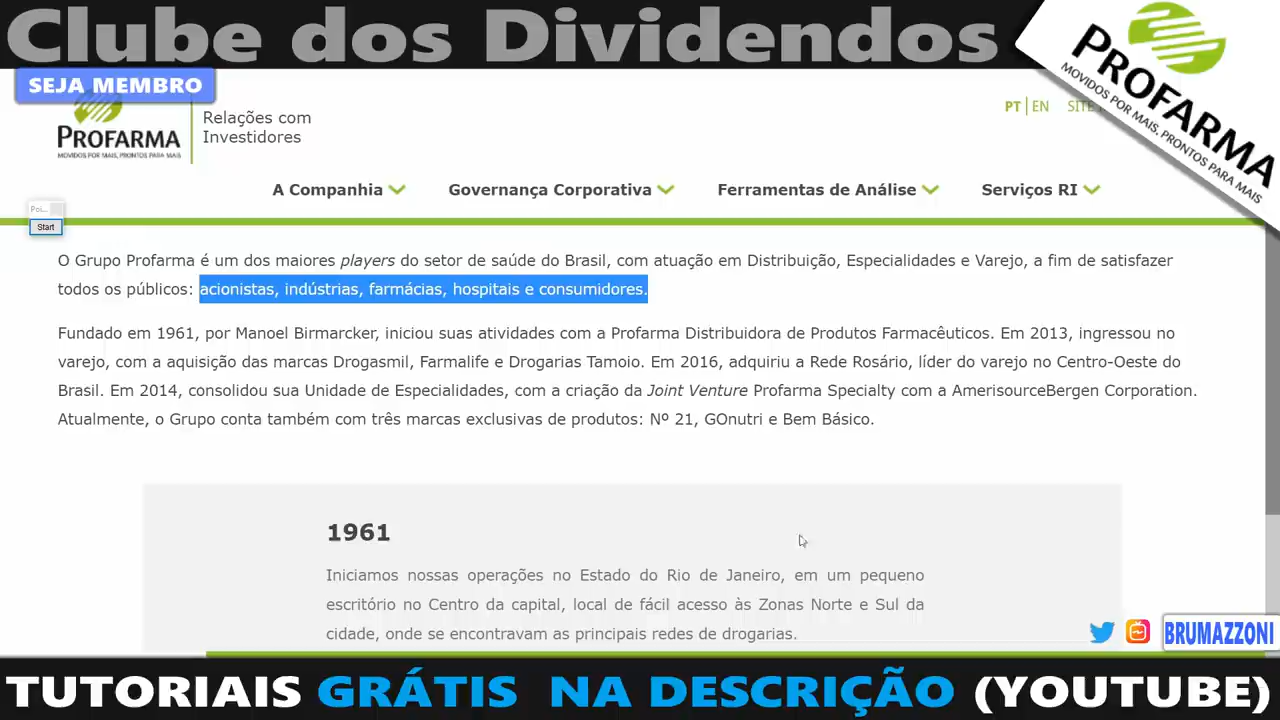 Clube dos Dividendos
SEJA MEMBRO
PROFARMA
MOVIDOS POR MAIS, PRONTOS PARA MAIS
PROFARMA
MOVIDOS POR MAIS, PRONTOS PARA MAIS
Relações com
Investidores
PT | EN SITE
A Companhia Governança Corporativa Ferramentas de Análise Serviços RI
Poi...
Start
O Grupo Profarma é um dos maiores players do setor de saúde do Brasil, com atuação em Distribuição, Especialidades e Varejo, a fim de satisfazer
todos os públicos: acionistas, indústrias, farmácias, hospitais e consumidores.
Fundado em 1961, por Manoel Birmarcker, iniciou suas atividades com a Profarma Distribuidora de Produtos Farmacêuticos. Em 2013, ingressou no
varejo, com a aquisição das marcas Drogasmil, Farmalife e Drogarias Tamoio. Em 2016, adquiriu a Rede Rosário, líder do varejo no Centro-Oeste do
Brasil. Em 2014, consolidou sua Unidade de Especialidades, com a criação da Joint Venture Profarma Specialty com a AmerisourceBergen Corporation.
Atualmente, o Grupo conta também com três marcas exclusivas de produtos: Nº 21, GOnutri e Bem Básico.
1961
Iniciamos nossas operações no Estado do Rio de Janeiro, em um pequeno
escritório no Centro da capital, local de fácil acesso às Zonas Norte e Sul da
cidade, onde se encontravam as principais redes de drogarias.
BRUMAZZONI
TUTORIAIS GRÁTIS NA DESCRIÇÃO (YOUTUBE)